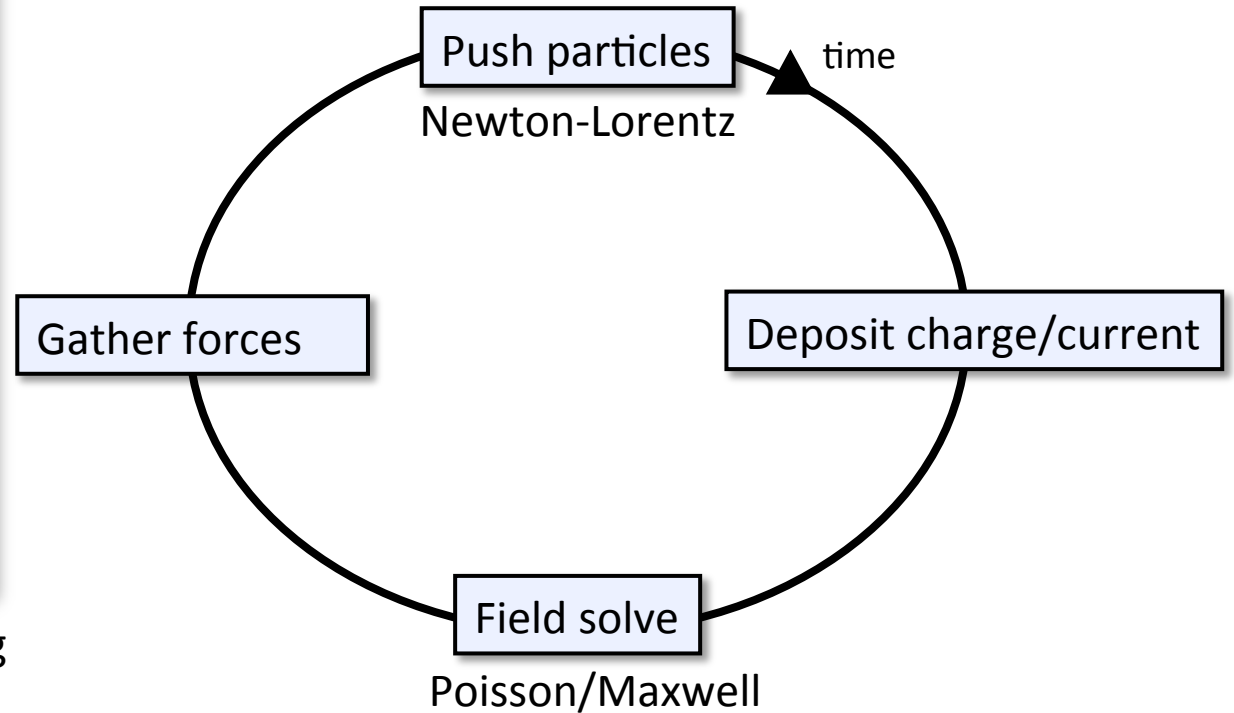 Push particles
time
Newton-Lorentz
Gather forces
Deposit charge/current
Field solve
Poisson/Maxwell